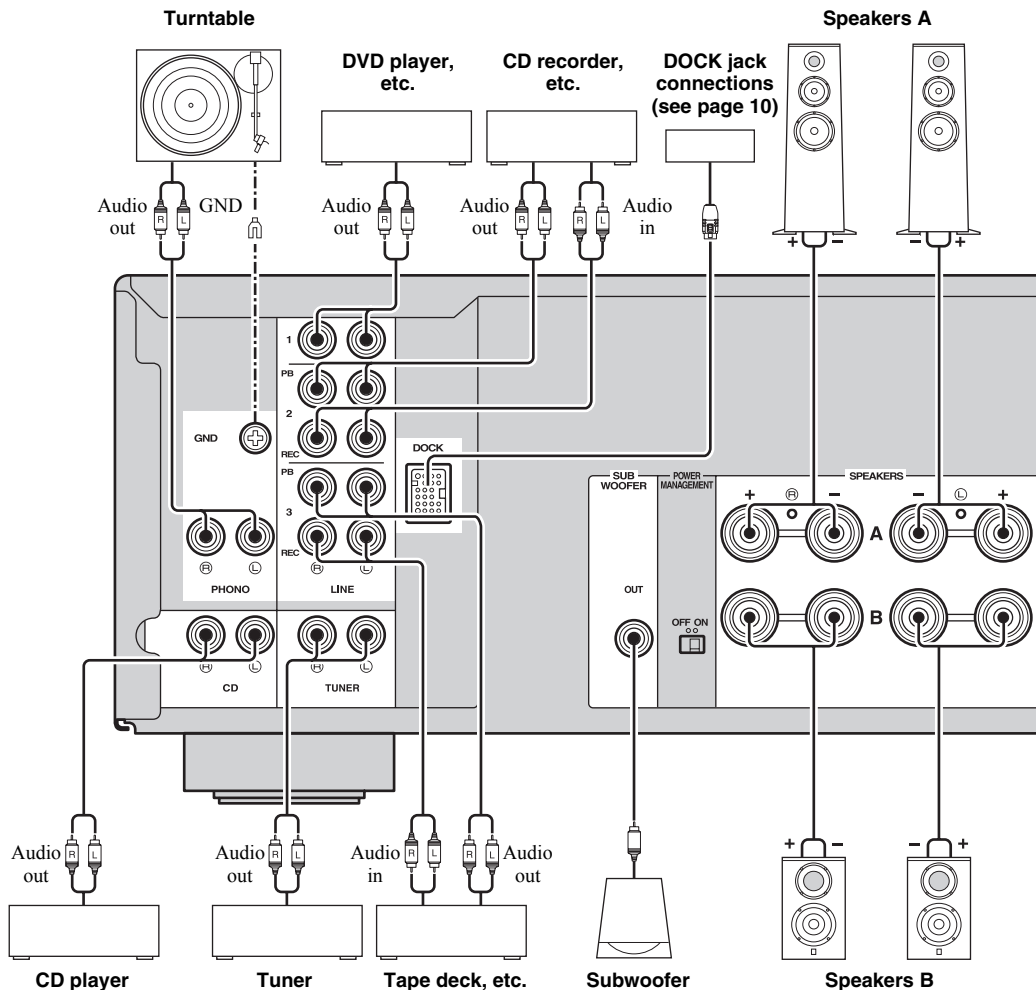 Turntable
Speakers A
DVD player,
etc.
CD recorder,
etc.
DOCK jack
connections
(see page 10)
Audio
out
R
L
GND
Audio
out
R
L
Audio
out
R
L
R
L
Audio
in
+
–
–
+
1
PB
2
REC
GND
DOCK
PB
3
REC
R
L
PHONO
R
L
LINE
SUB
WOOFER
POWER
MANAGEMENT
SPEAKERS
+
R
–
–
L
+
A
OUT
OFF ON
B
R
L
CD
R
L
TUNER
Audio
out
R
L
Audio
out
R
L
Audio
in
R
L
R
L
Audio
out
+
–
–
+
CD player
Tuner
Tape deck, etc.
Subwoofer
Speakers B